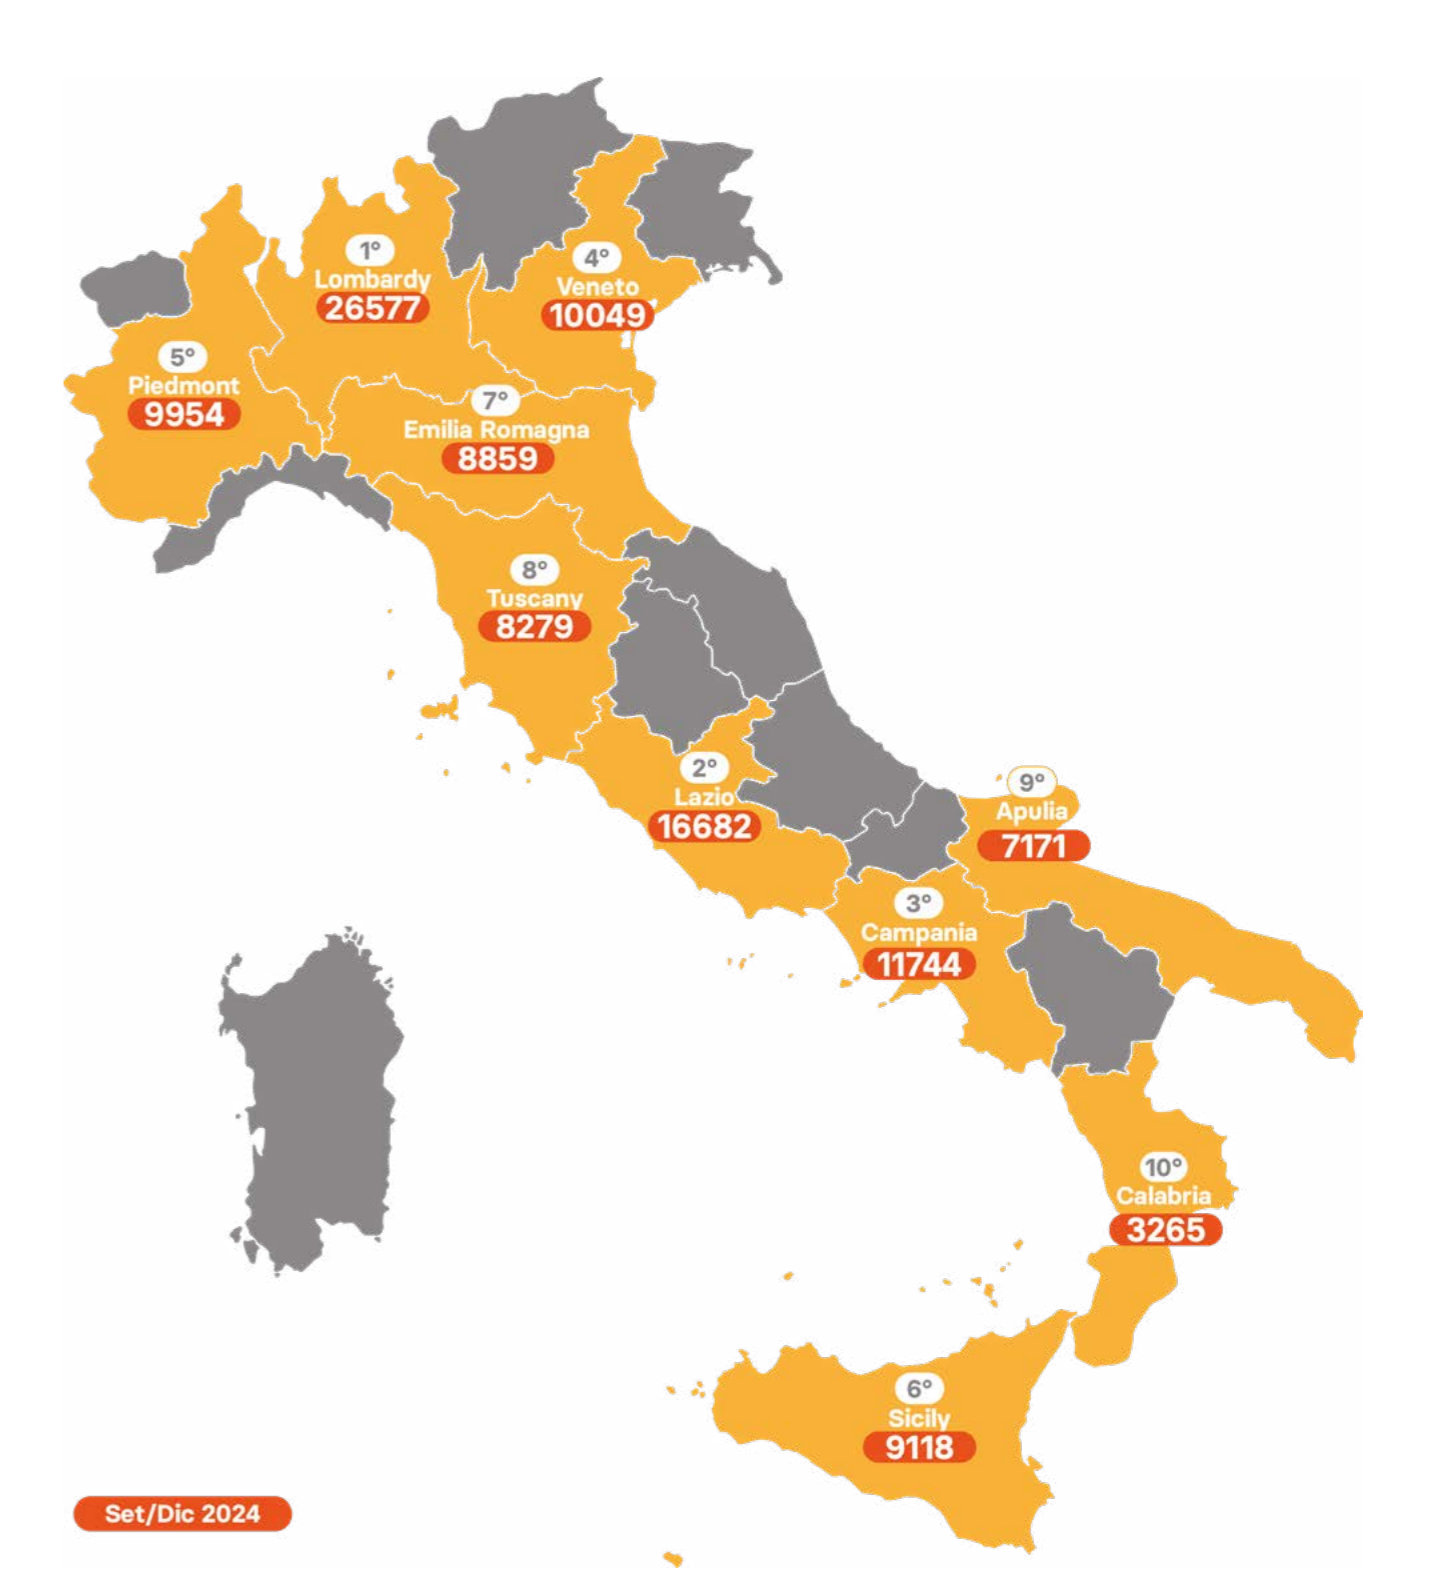 1°
Lombardy
26577
4°
Veneto
10049
5°
Piedmont
9954
7°
Emilia Romagna
8859
8°
Tuscany
8279
2°
Lazio
16682
9°
Apulia
7171
3°
Campania
11744
10°
Calabria
3265
6°
Sicily
9118
Set/Dic 2024